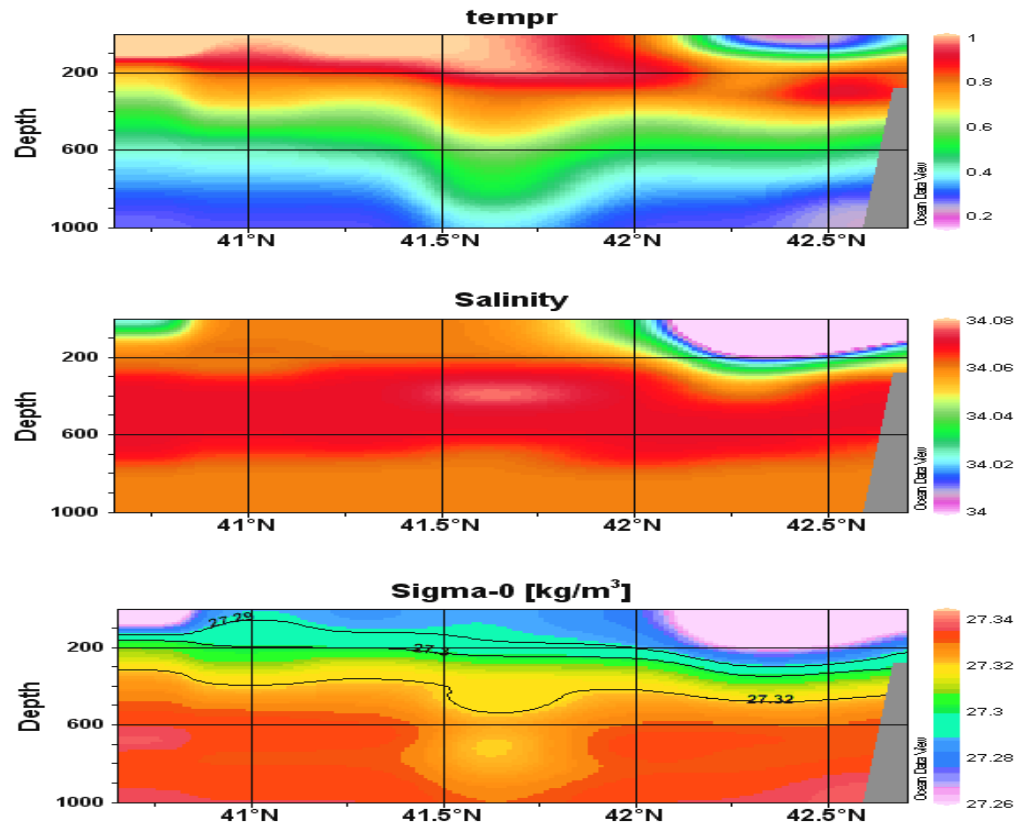 tempr
Depth
200
600
1000
41°N
41.5°N
42°N
42.5°N
Ocean Data View
1
0.8
0.6
0.4
0.2
Salinity
Depth
200
600
1000
41°N
41.5°N
42°N
42.5°N
Ocean Data View
34.08
34.06
34.04
34.02
34
Sigma-0 [kg/m³]
Depth
200
600
1000
27.29
27.3
27.32
41°N
41.5°N
42°N
42.5°N
Ocean Data View
27.34
27.32
27.3
27.28
27.26